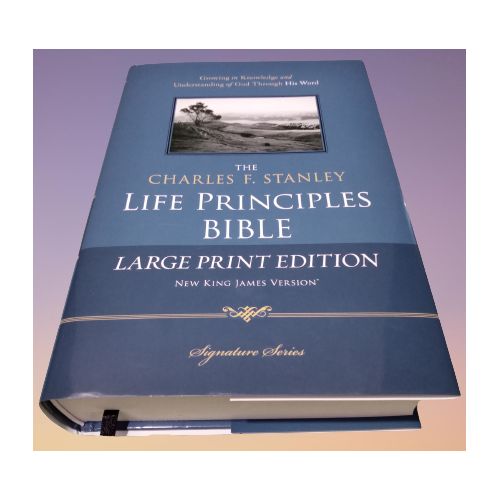 Growing in Knowledge and
Understanding of God Through His Word
THE
CHARLES F. STANLEY
LIFE PRINCIPLES
BIBLE
LARGE PRINT EDITION
NEW KING JAMES VERSION®
Signature Series